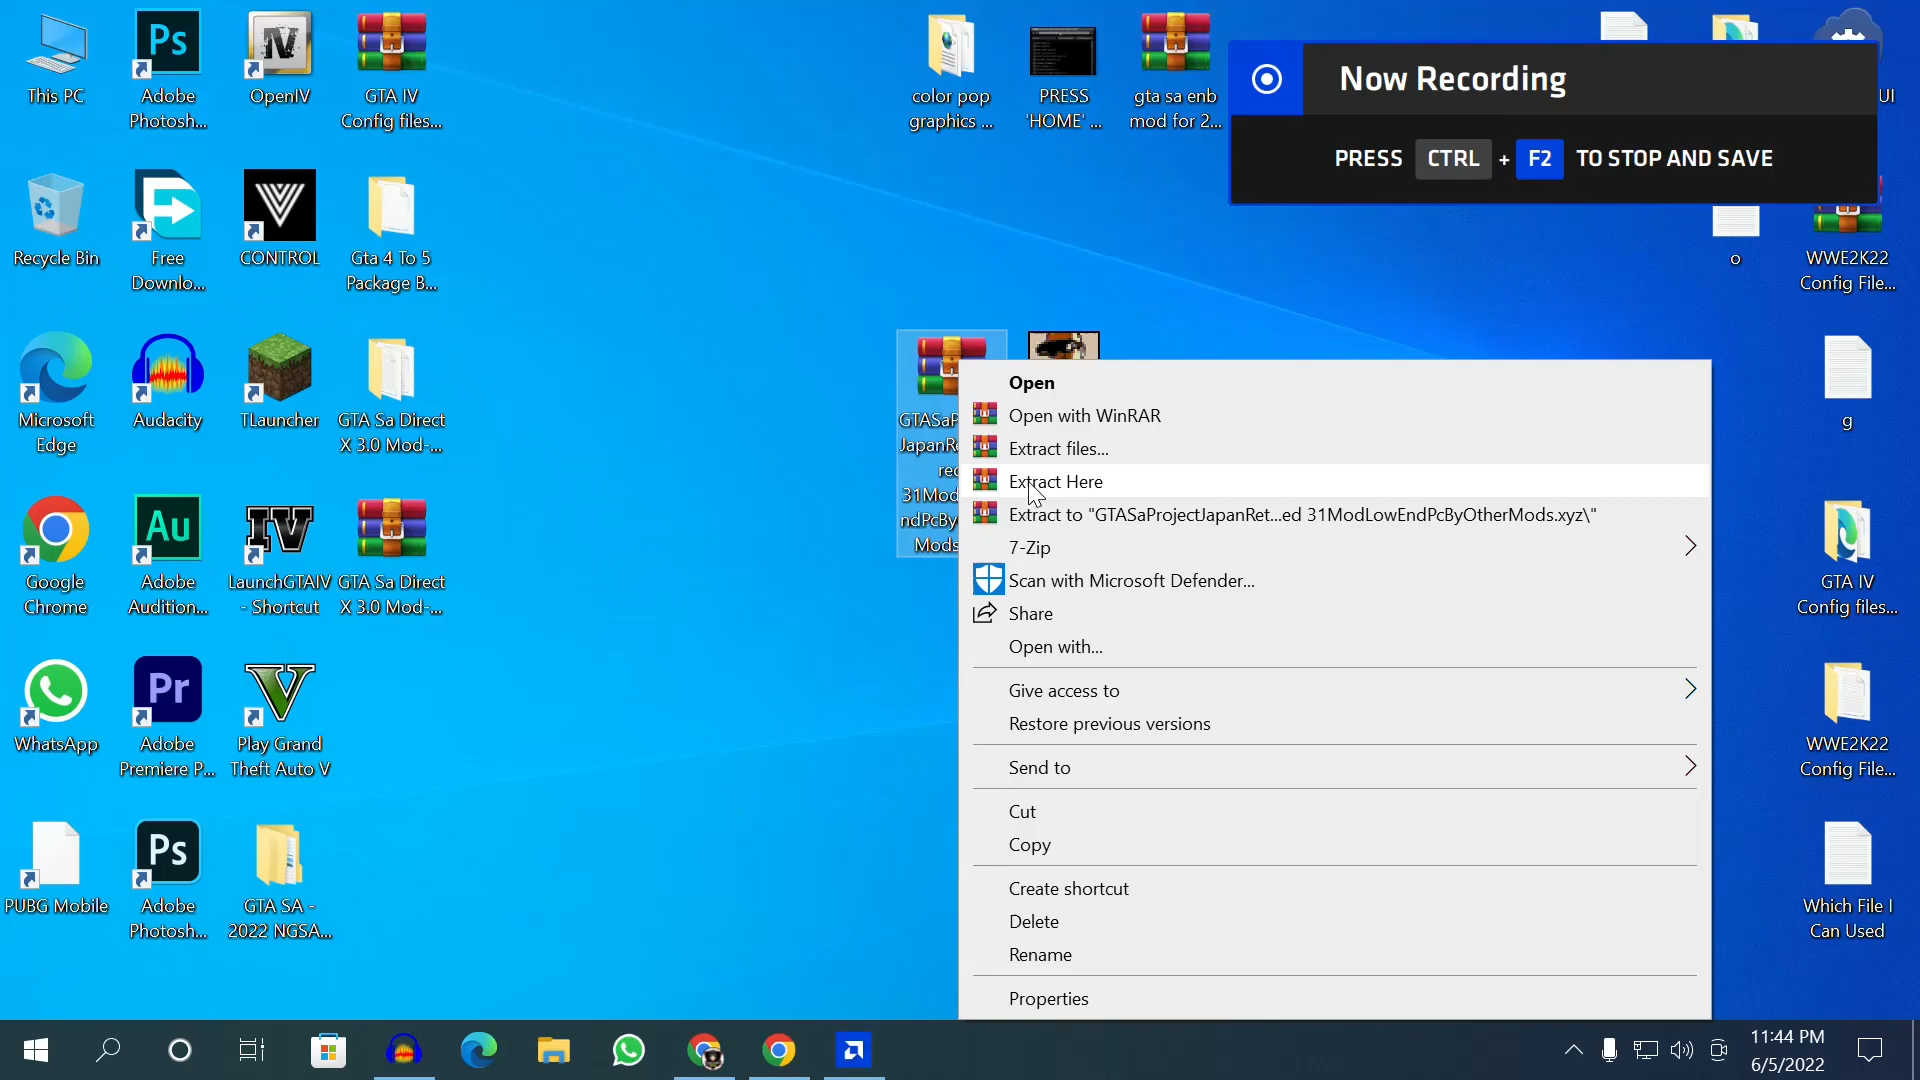 This PC
Adobe
Photosh...
OpenIV
GTA IV
Config files...
color pop
graphics ...
PRESS
'HOME' ...
gta sa enb
mod for 2...
Now Recording
PRESS CTRL + F2 TO STOP AND SAVE
UI
Recycle Bin
Free
Downlo...
CONTROL
Gta 4 To 5
Package B...
o
WWE2K22
Config File...
Microsoft
Edge
Audacity
TLauncher
GTA Sa Direct
X 3.0 Mod-...
g
Google
Chrome
Adobe
Audition...
LaunchGTAIV
- Shortcut
GTA Sa Direct
X 3.0 Mod-...
GTA IV
Config files...
WhatsApp
Adobe
Premiere P...
Play Grand
Theft Auto V
WWE2K22
Config File...
PUBG Mobile
Adobe
Photosh...
GTA SA -
2022 NGSA...
Which File I
Can Used
Open
Open with WinRAR
Extract files...
Extract Here
Extract to "GTASaProjectJapanRet...ed 31ModLowEndPcByOtherMods.xyz\"
7-Zip
Scan with Microsoft Defender...
Share
Open with...
Give access to
Restore previous versions
Send to
Cut
Copy
Create shortcut
Delete
Rename
Properties
11:44 PM
6/5/2022